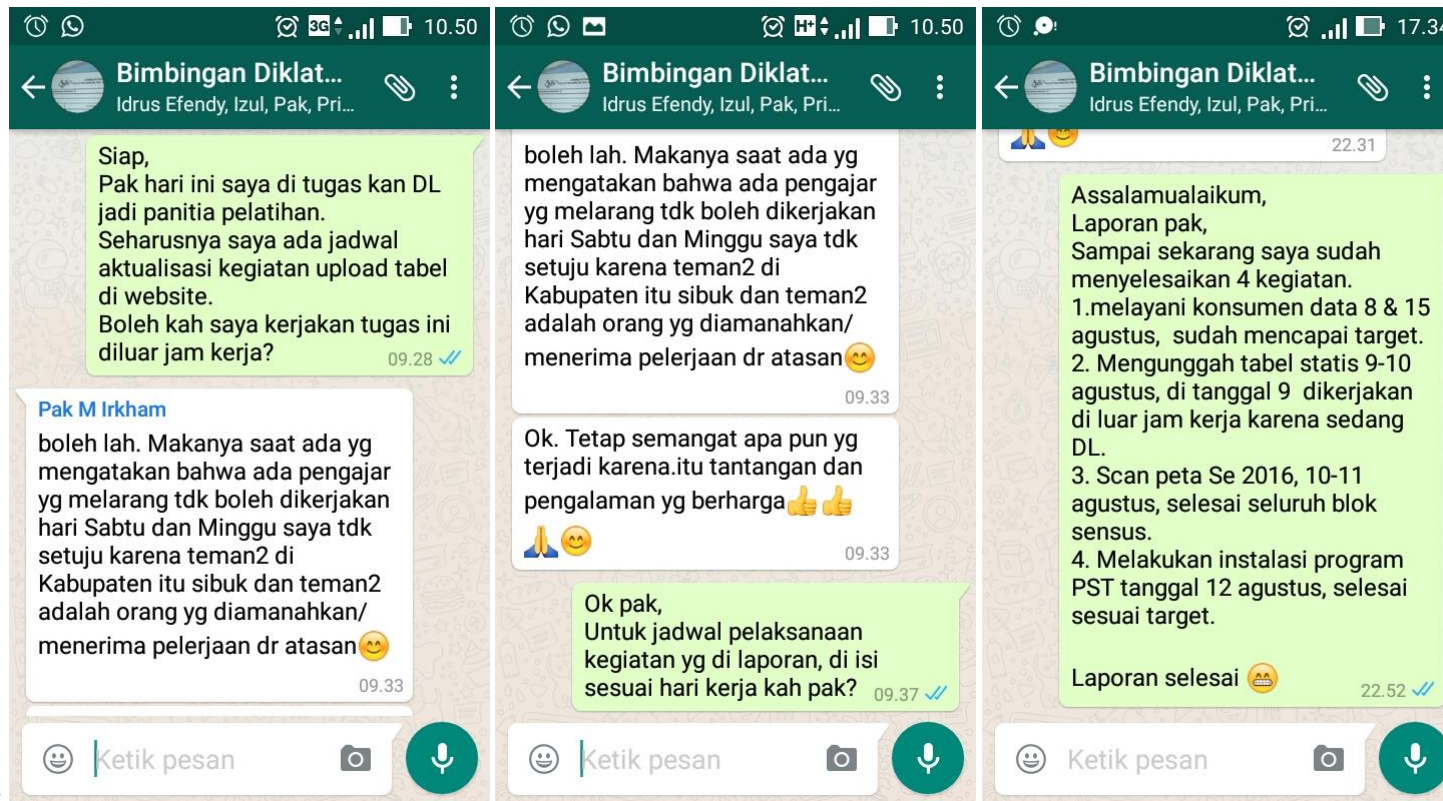 3G 10.50
Bimbingan Diklat...
Idrus Efendy, Izul, Pak, Pri...
Siap,
Pak hari ini saya di tugas kan DL
jadi panitia pelatihan.
Seharusnya saya ada jadwal
aktualisasi kegiatan upload tabel
di website.
Boleh kah saya kerjakan tugas ini
diluar jam kerja? 09.28
Pak M Irkham
boleh lah. Makanya saat ada yg
mengatakan bahwa ada pengajar
yg melarang tdk boleh dikerjakan
hari Sabtu dan Minggu saya tdk
setuju karena teman2 di
Kabupaten itu sibuk dan teman2
adalah orang yg diamanahkan/
menerima pelerjaan dr atasan😊
09.33
Ketik pesan
H+ 10.50
Bimbingan Diklat...
Idrus Efendy, Izul, Pak, Pri...
boleh lah. Makanya saat ada yg
mengatakan bahwa ada pengajar
yg melarang tdk boleh dikerjakan
hari Sabtu dan Minggu saya tdk
setuju karena teman2 di
Kabupaten itu sibuk dan teman2
adalah orang yg diamanahkan/
menerima pelerjaan dr atasan😊
09.33
Ok. Tetap semangat apa pun yg
terjadi karena.itu tantangan dan
pengalaman yg berharga👍👍
🙏😊
09.33
Ok pak,
Untuk jadwal pelaksanaan
kegiatan yg di laporan, di isi
sesuai hari kerja kah pak? 09.37
Ketik pesan
17.34
Bimbingan Diklat...
Idrus Efendy, Izul, Pak, Pri...
🙏😊
22.31
Assalamualaikum,
Laporan pak,
Sampai sekarang saya sudah
menyelesaikan 4 kegiatan.
1.melayani konsumen data 8 & 15
agustus, sudah mencapai target.
2. Mengunggah tabel statis 9-10
agustus, di tanggal 9 dikerjakan
di luar jam kerja karena sedang
DL.
3. Scan peta Se 2016, 10-11
agustus, selesai seluruh blok
sensus.
4. Melakukan instalasi program
PST tanggal 12 agustus, selesai
sesuai target.
Laporan selesai 😁 22.52
Ketik pesan